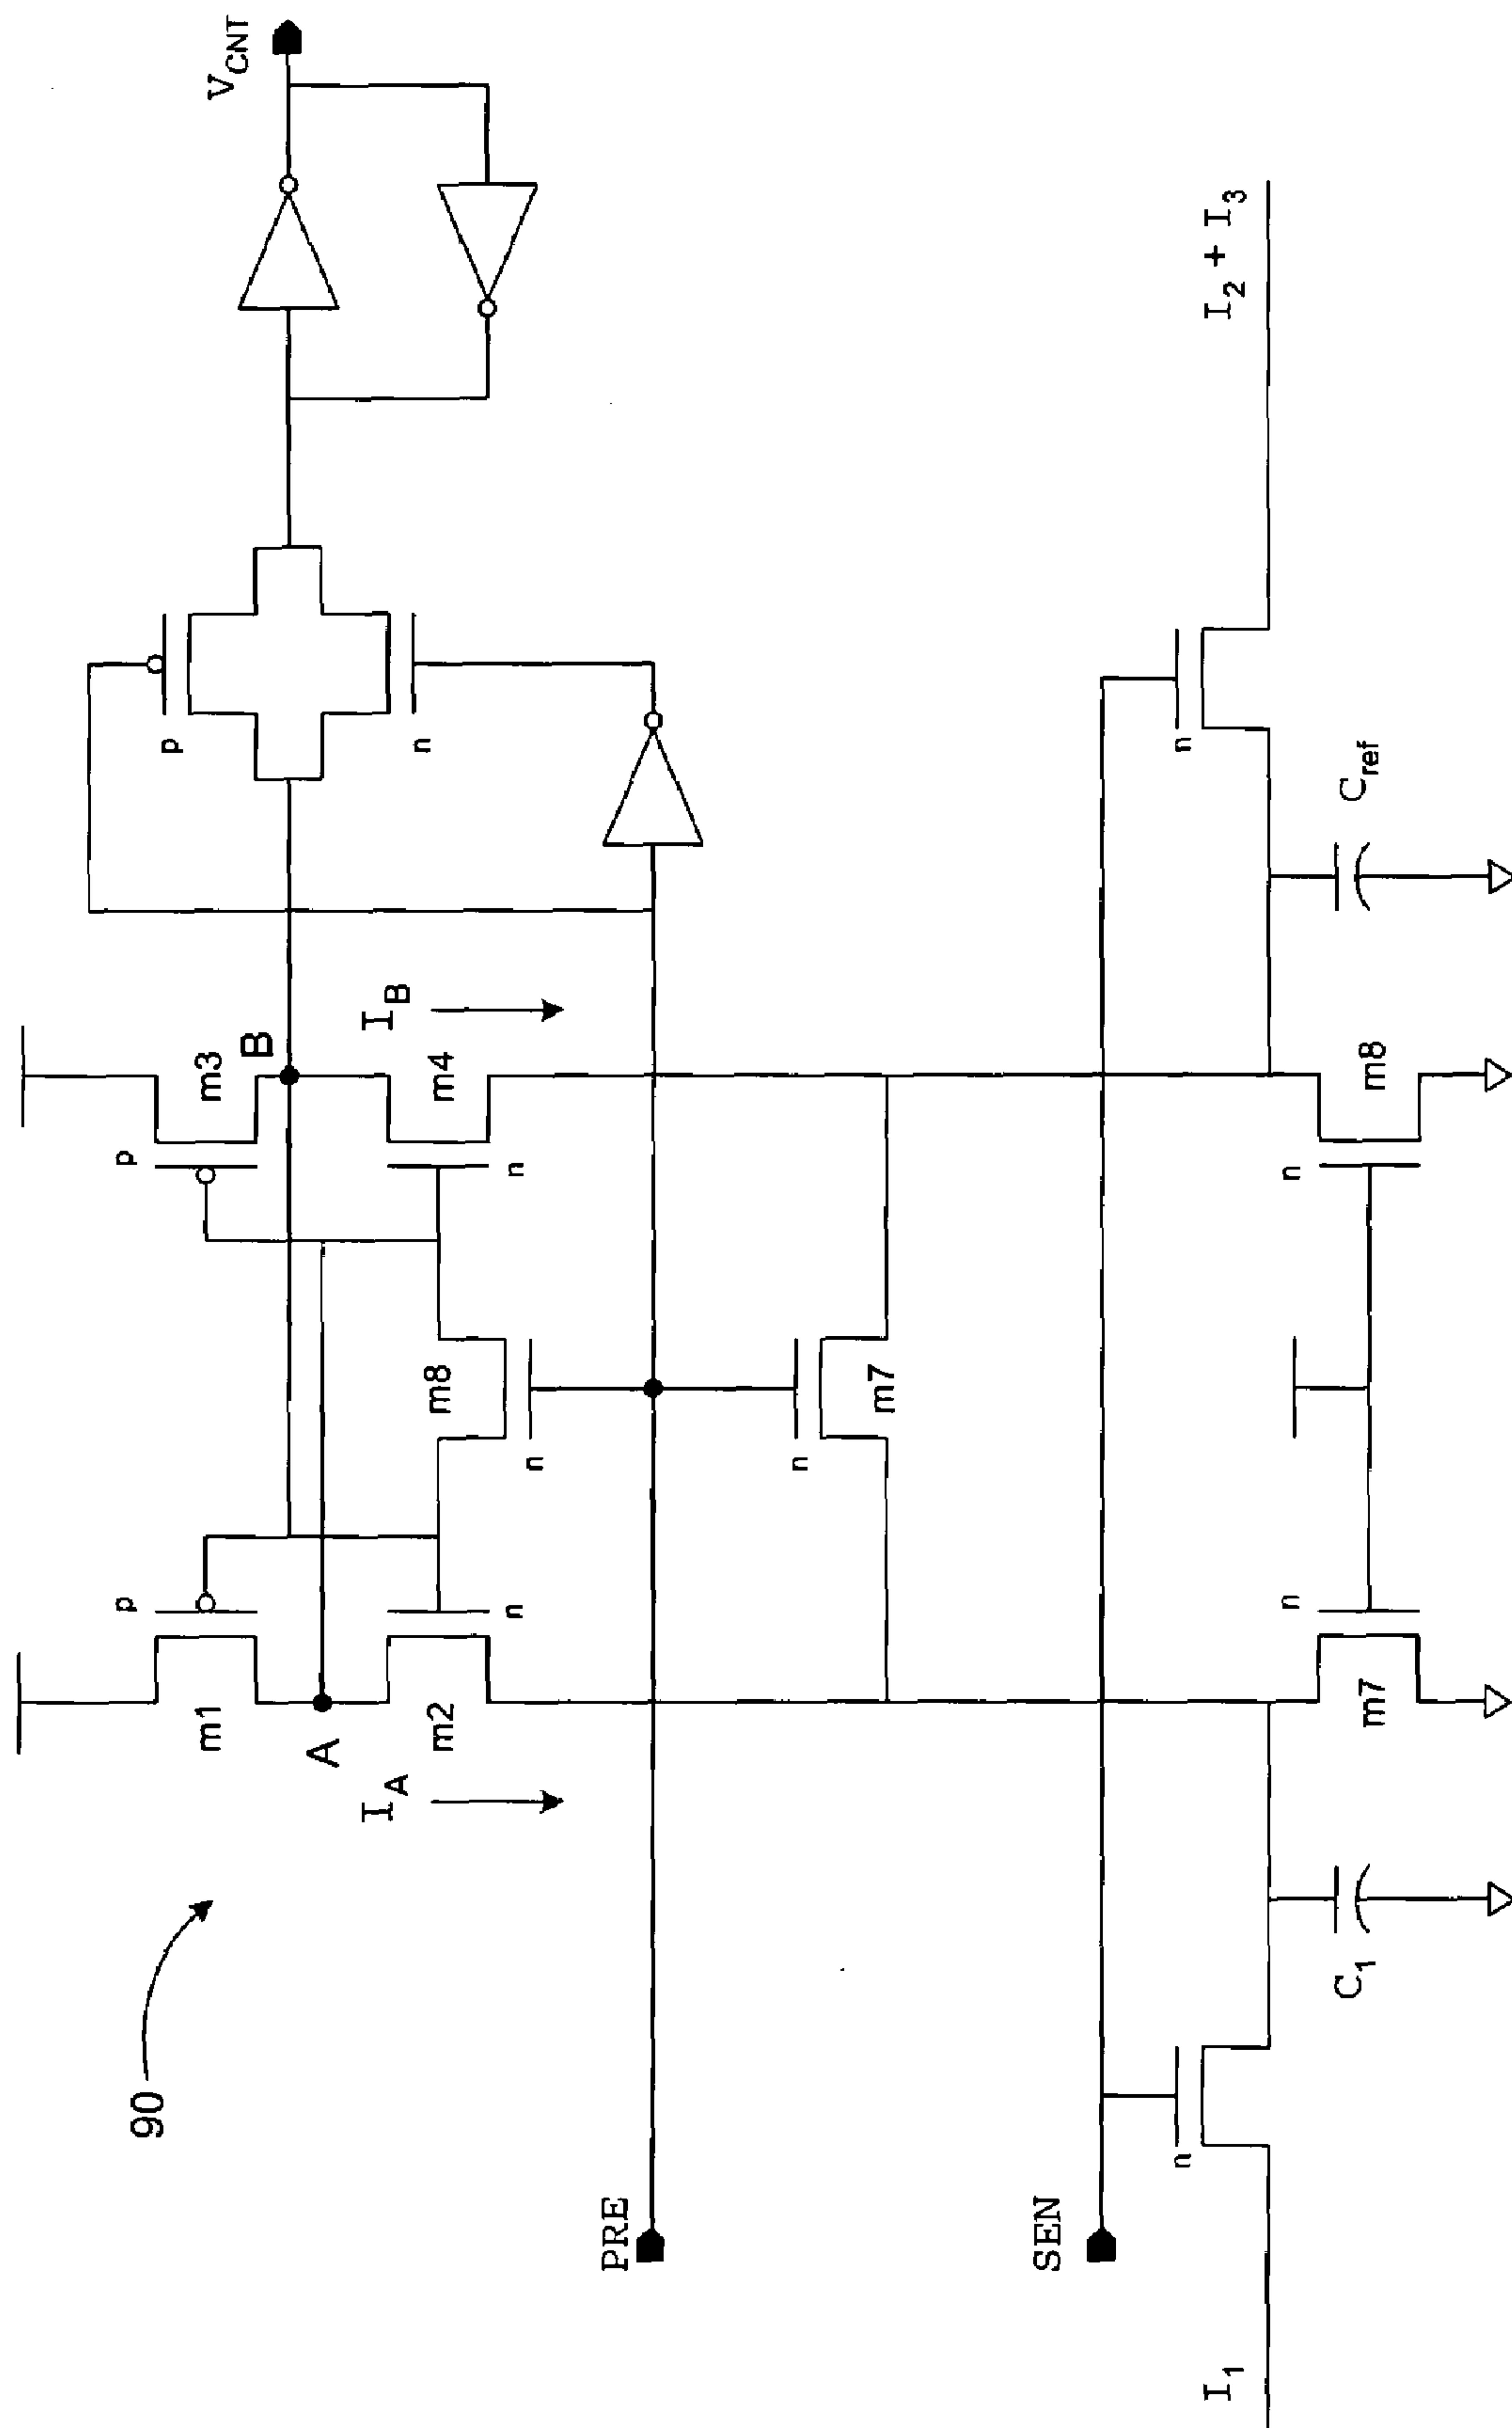 90
V_CNT
p
m1
p
m3
p
A
B
I_A
m2
n
m8
n
m4
n
I_B
n
PRE
n
m7
SEN
n
n
I_1
I_2 + I_3
C_1
n
m7
n
m8
C_ref